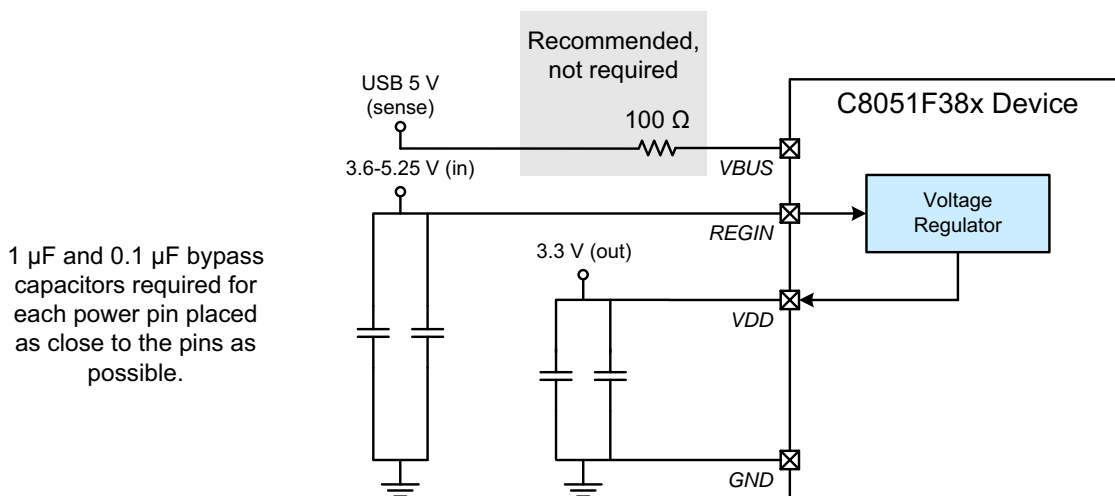 Recommended,
not required
USB 5 V
(sense)
100 Ω
C8051F38x Device
VBUS
3.6-5.25 V (in)
Voltage
Regulator
REGIN
1 µF and 0.1 µF bypass
capacitors required for
each power pin placed
as close to the pins as
possible.
3.3 V (out)
VDD
GND